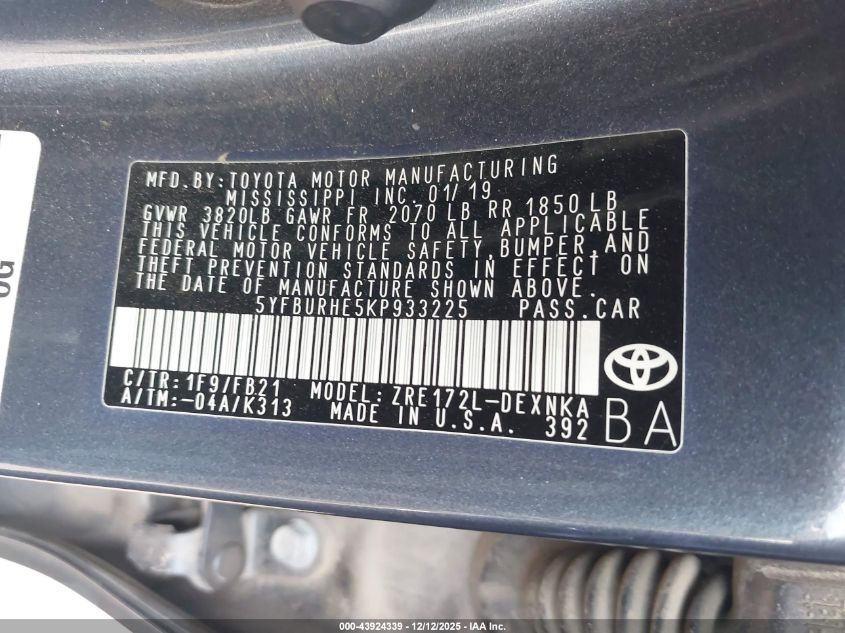 MFD.BY:TOYOTA MOTOR MANUFACTURING
MISSISSIPPI INC. 01/19
GVWR 3820LB GAWR FR 2070 LB RR 1850 LB
THIS VEHICLE CONFORMS TO ALL APPLICABLE
FEDERAL MOTOR VEHICLE SAFETY, BUMPER, AND
THEFT PREVENTION STANDARDS IN EFFECT ON
THE DATE OF MANUFACTURE SHOWN ABOVE.
5YFBURHE5KP933225 PASS.CAR
C/TR: 1F9/FB21 MODEL: ZRE172L-DEXNKA
A/TM:-04A/K313 MADE IN U.S.A. 392
BA
000-43924339 - 12/12/2025 - IAA Inc.